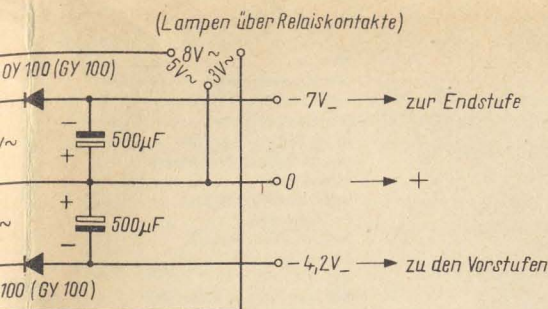 (Lampen über Relaiskontakte)
8V~
5V~
3V~
OY 100 (GY 100)
–7V_ zur Endstufe
500µF
–
+
0 +
+
–
500µF
–4,2V_ zu den Vorstufen
100 (GY 100)